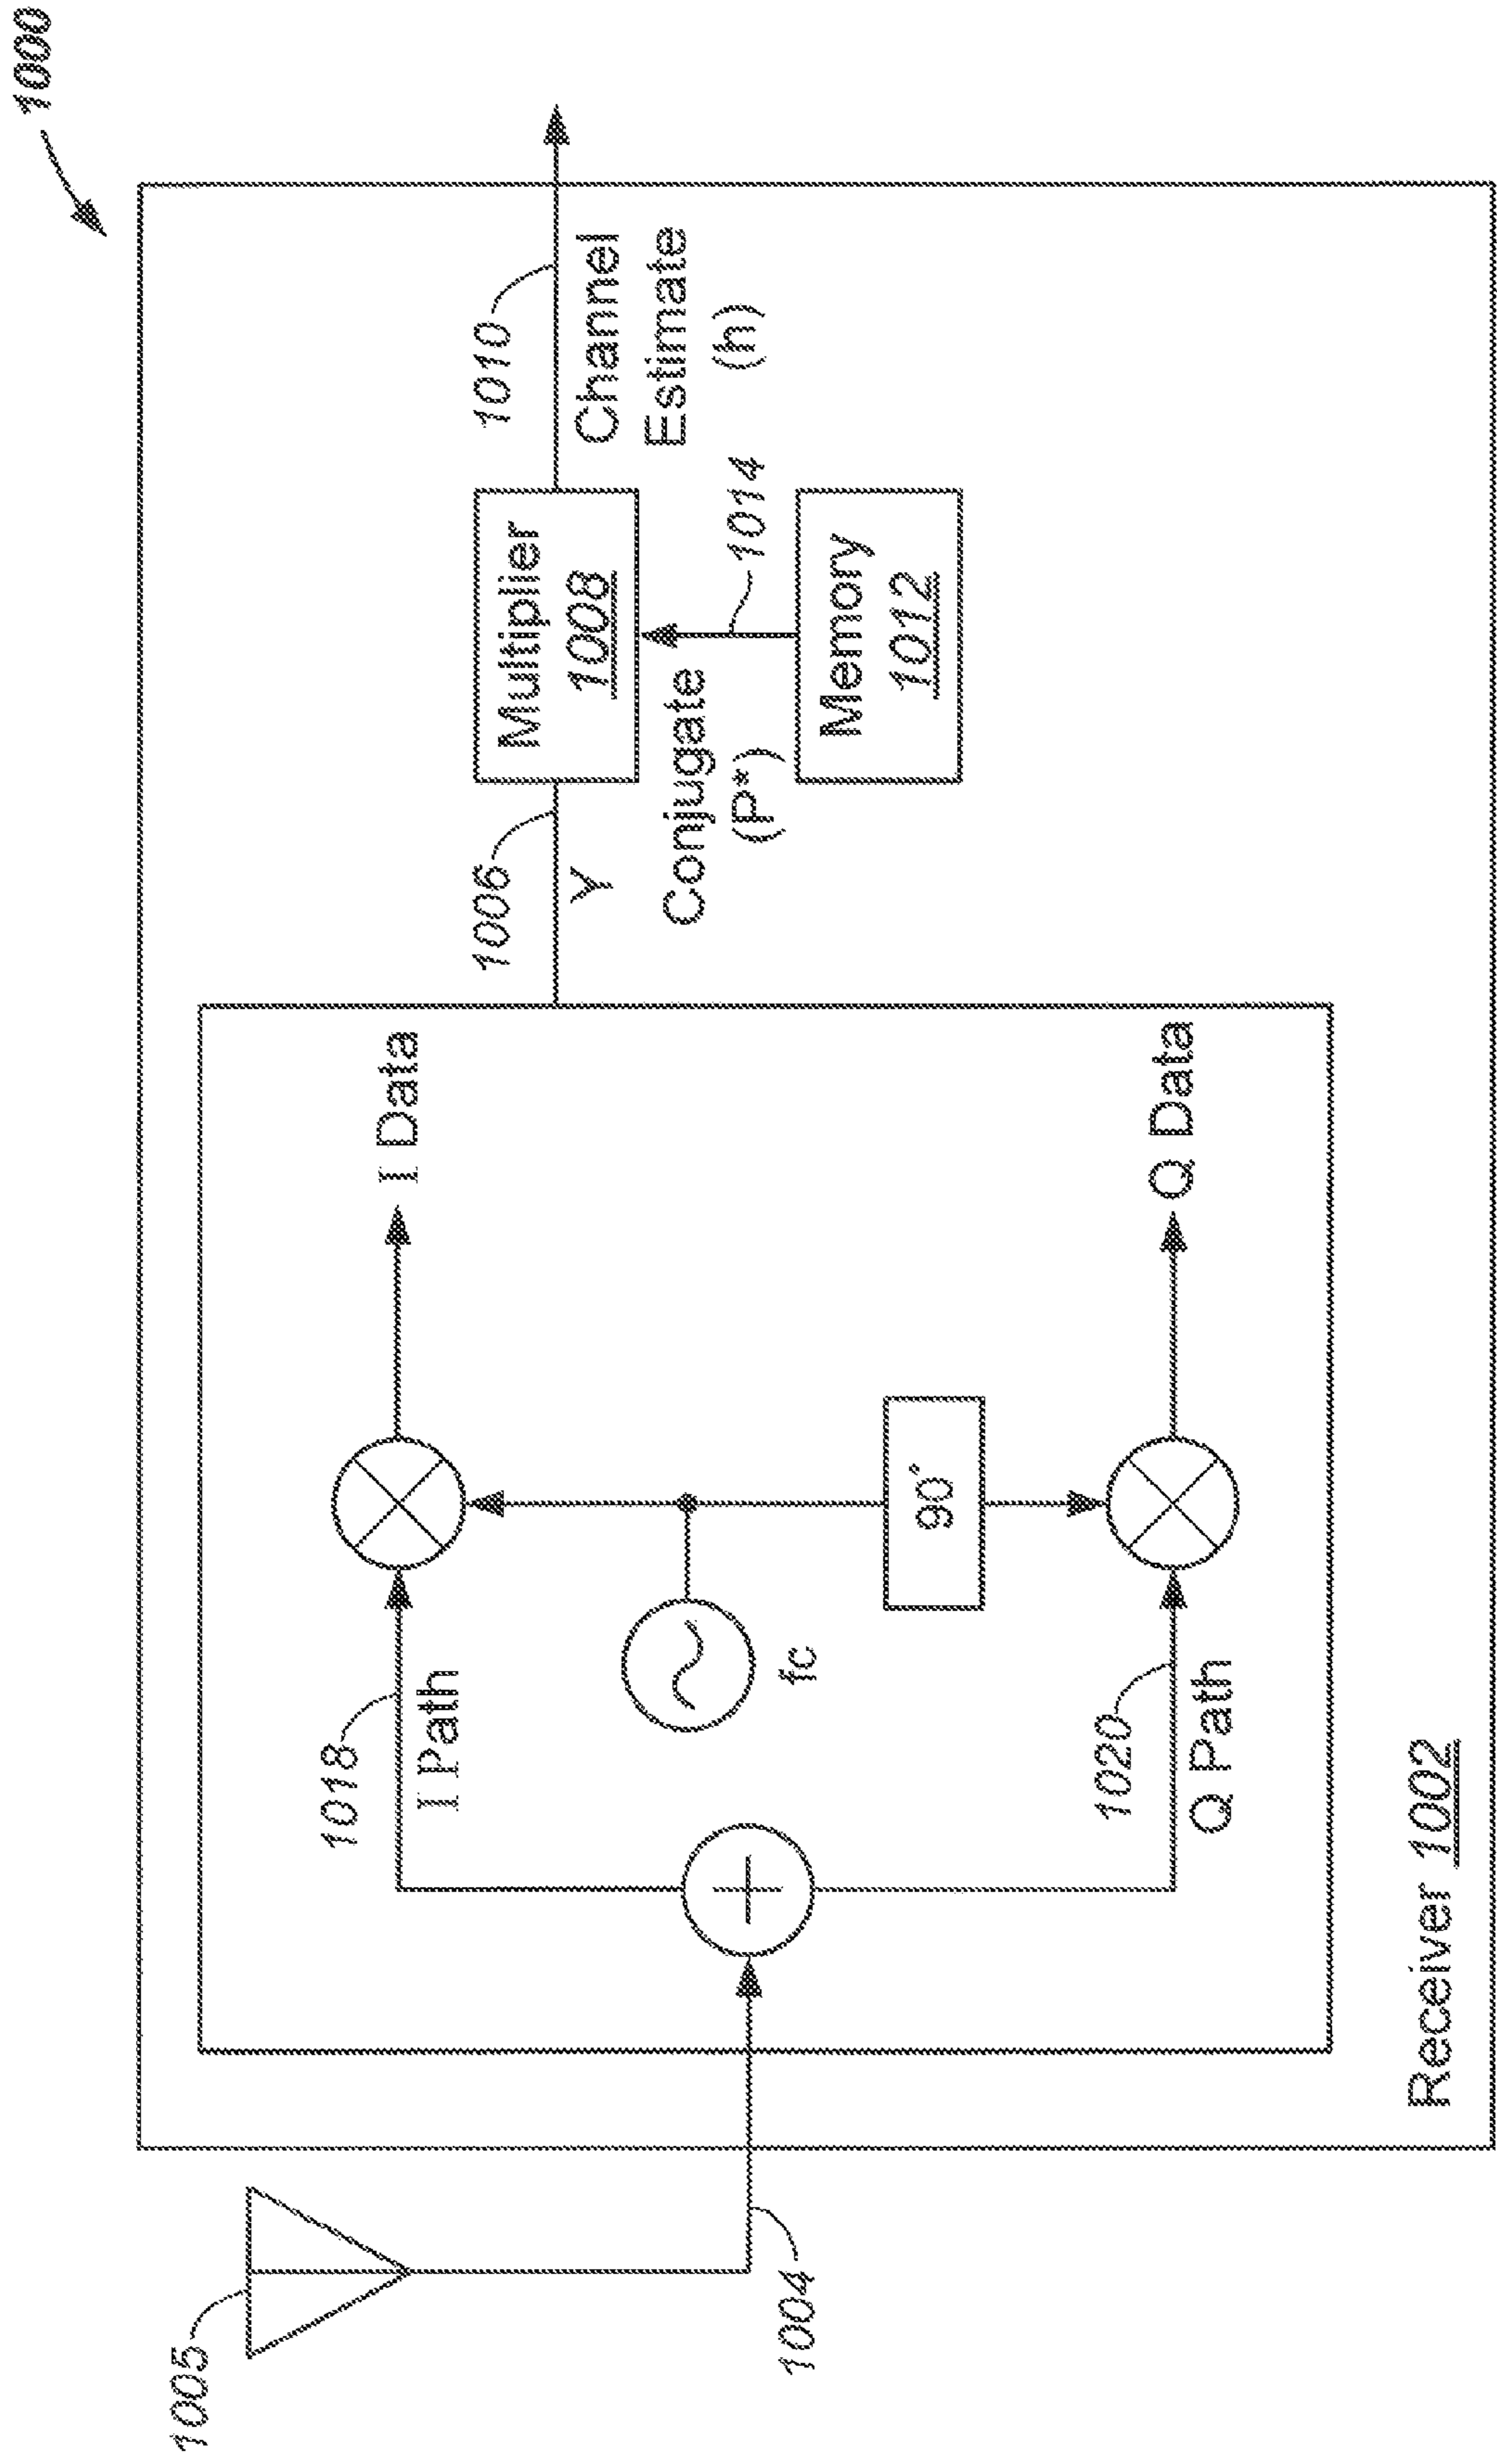 1000
1005
1004
1018
I Path
fc
90°
1020
Q Path
I Data
Q Data
1006
Y
Multiplier
1008
Conjugate
(P*)
1014
Memory
1012
1010
Channel
Estimate
(h)
Receiver 1002